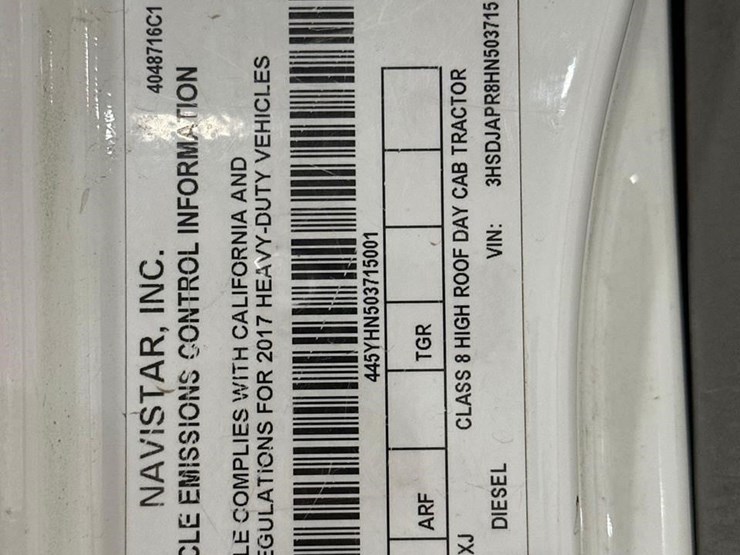 4048716C1
NAVISTAR, INC.
CLE EMISSIONS CONTROL INFORMATION
LE COMPLIES WITH CALIFORNIA AND
EGULATIONS FOR 2017 HEAVY-DUTY VEHICLES
445YHN503715001
ARF TGR
XJ CLASS 8 HIGH ROOF DAY CAB TRACTOR
DIESEL VIN: 3HSDJAPR8HN503715